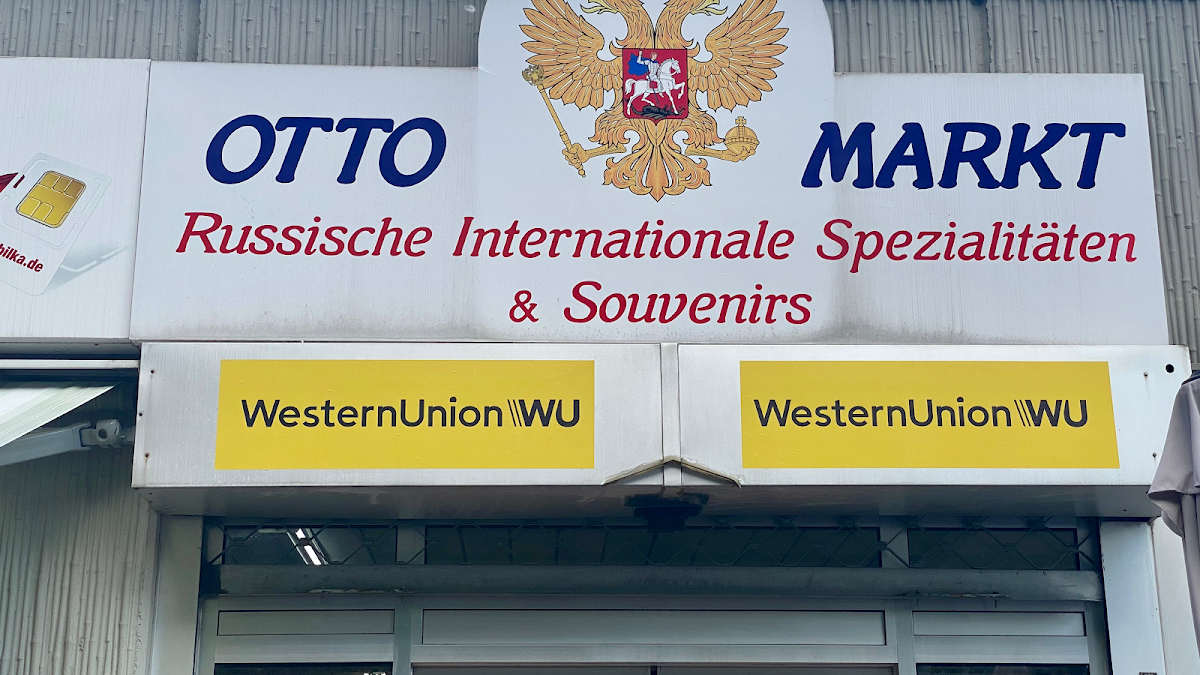 OTTO MARKT
Russische Internationale Spezialitäten
& Souvenirs
bilka.de
WesternUnion WU
WesternUnion WU